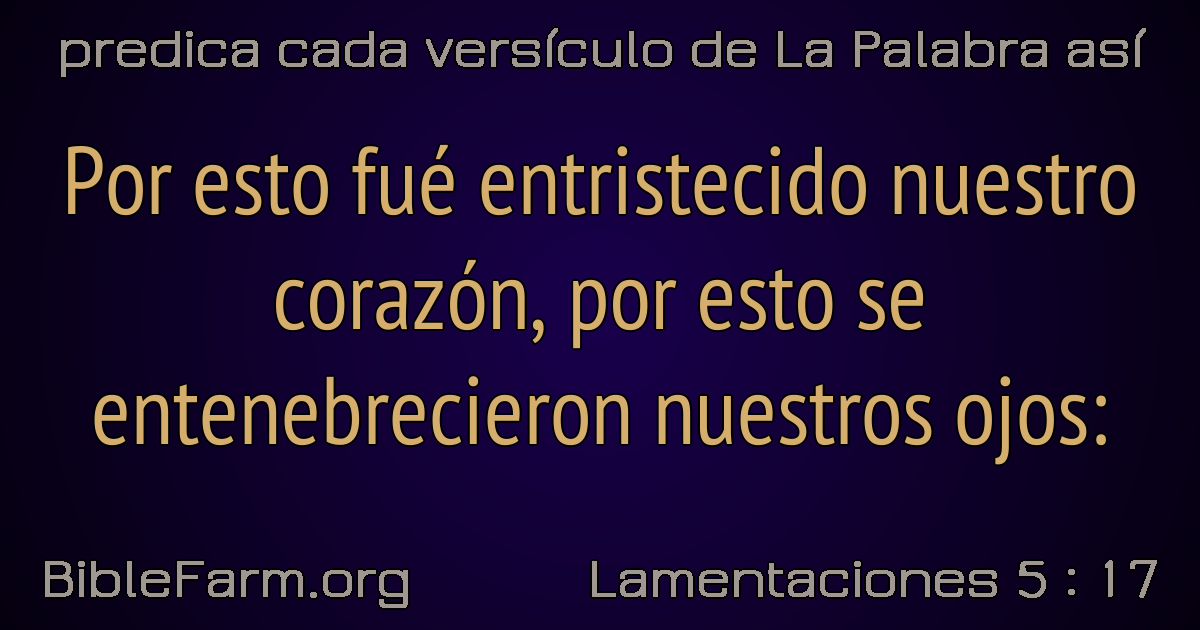 predica cada versículo de La Palabra así
Por esto fué entristecido nuestro
corazón, por esto se
entenebrecieron nuestros ojos:
BibleFarm.org
Lamentaciones 5 : 17